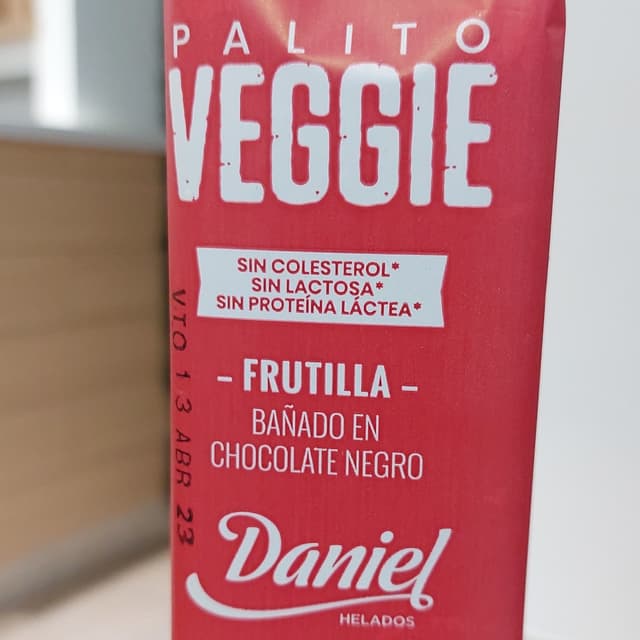 PALITO
VEGGIE
SIN COLESTEROL*
SIN LACTOSA*
SIN PROTEÍNA LÁCTEA*
VTO 13 ABR 23
– FRUTILLA –
BAÑADO EN
CHOCOLATE NEGRO
Daniel
HELADOS